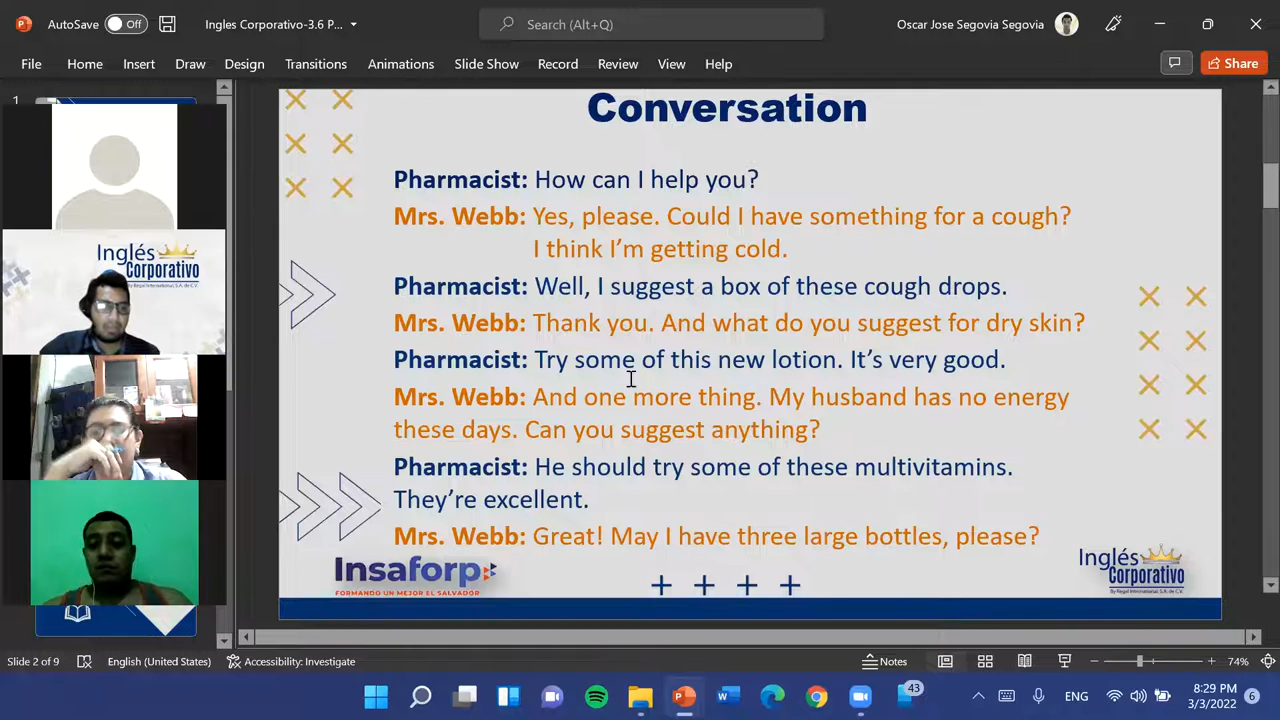 AutoSave Off Ingles Corporativo-3.6 P... Search (Alt+Q) Oscar Jose Segovia Segovia
File Home Insert Draw Design Transitions Animations Slide Show Record Review View Help Share
1
Inglés
Corporativo
Conversation
Pharmacist: How can I help you?
Mrs. Webb: Yes, please. Could I have something for a cough?
I think I'm getting cold.
Pharmacist: Well, I suggest a box of these cough drops.
Mrs. Webb: Thank you. And what do you suggest for dry skin?
Pharmacist: Try some of this new lotion. It's very good.
Mrs. Webb: And one more thing. My husband has no energy
these days. Can you suggest anything?
Pharmacist: He should try some of these multivitamins.
They're excellent.
Mrs. Webb: Great! May I have three large bottles, please?
Insaforp
FORMANDO UN MEJOR EL SALVADOR
Inglés
Corporativo
By Regal International, S.A. de C.V.
Slide 2 of 9 English (United States) Accessibility: Investigate Notes 74%
43 ENG 8:29 PM
3/3/2022 6